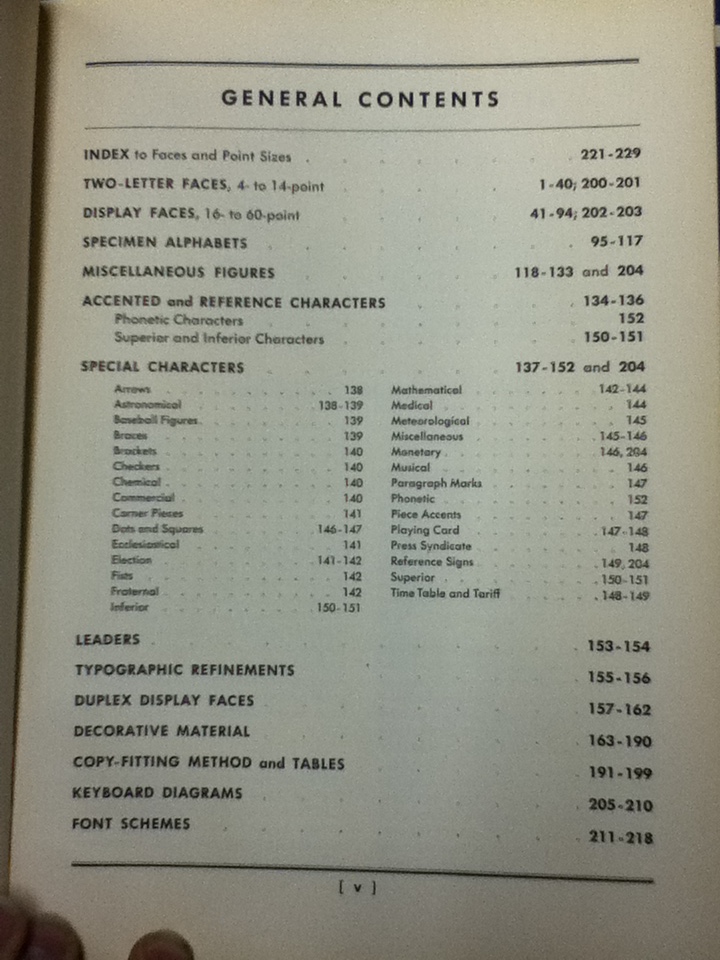 GENERAL CONTENTS
INDEX to Faces and Point Sizes . . . . . . . 221-229
TWO-LETTER FACES, 4- to 14-point . . . . . 1-40; 200-201
DISPLAY FACES, 16- to 60-point . . . . . 41-94; 202-203
SPECIMEN ALPHABETS . . . . . . . . 95-117
MISCELLANEOUS FIGURES . . . . . . 118-133 and 204
ACCENTED and REFERENCE CHARACTERS . . . . 134-136
Phonetic Characters . . . . . . . . 152
Superior and Inferior Characters . . . . . . 150-151
SPECIAL CHARACTERS . . . . . . 137-152 and 204
Arrows . . . . . . . . . . 138
Astronomical . . . . . . . 138-139
Baseball Figures . . . . . . . . 139
Braces . . . . . . . . . . 139
Brackets . . . . . . . . . . 140
Checkers . . . . . . . . . . 140
Chemical . . . . . . . . . . 140
Commercial . . . . . . . . . 140
Corner Pieces . . . . . . . . 141
Dots and Squares . . . . . . 146-147
Ecclesiastical . . . . . . . . 141
Election . . . . . . . . 141-142
Fists . . . . . . . . . . 142
Fraternal . . . . . . . . . 142
Inferior . . . . . . . . 150-151
Mathematical . . . . . . . 142-144
Medical . . . . . . . . . . 144
Meteorological . . . . . . . . 145
Miscellaneous . . . . . . . 145-146
Monetary . . . . . . . . 146, 204
Musical . . . . . . . . . . 146
Paragraph Marks . . . . . . . 147
Phonetic . . . . . . . . . 152
Piece Accents . . . . . . . . 147
Playing Card . . . . . . . 147-148
Press Syndicate . . . . . . . . 148
Reference Signs . . . . . . . 149, 204
Superior . . . . . . . . 150-151
Time Table and Tariff . . . . . 148-149
LEADERS . . . . . . . . . . 153-154
TYPOGRAPHIC REFINEMENTS . . . . . . 155-156
DUPLEX DISPLAY FACES . . . . . . . 157-162
DECORATIVE MATERIAL . . . . . . . 163-190
COPY-FITTING METHOD and TABLES . . . . . 191-199
KEYBOARD DIAGRAMS . . . . . . . . 205-210
FONT SCHEMES . . . . . . . . . 211-218
[ v ]